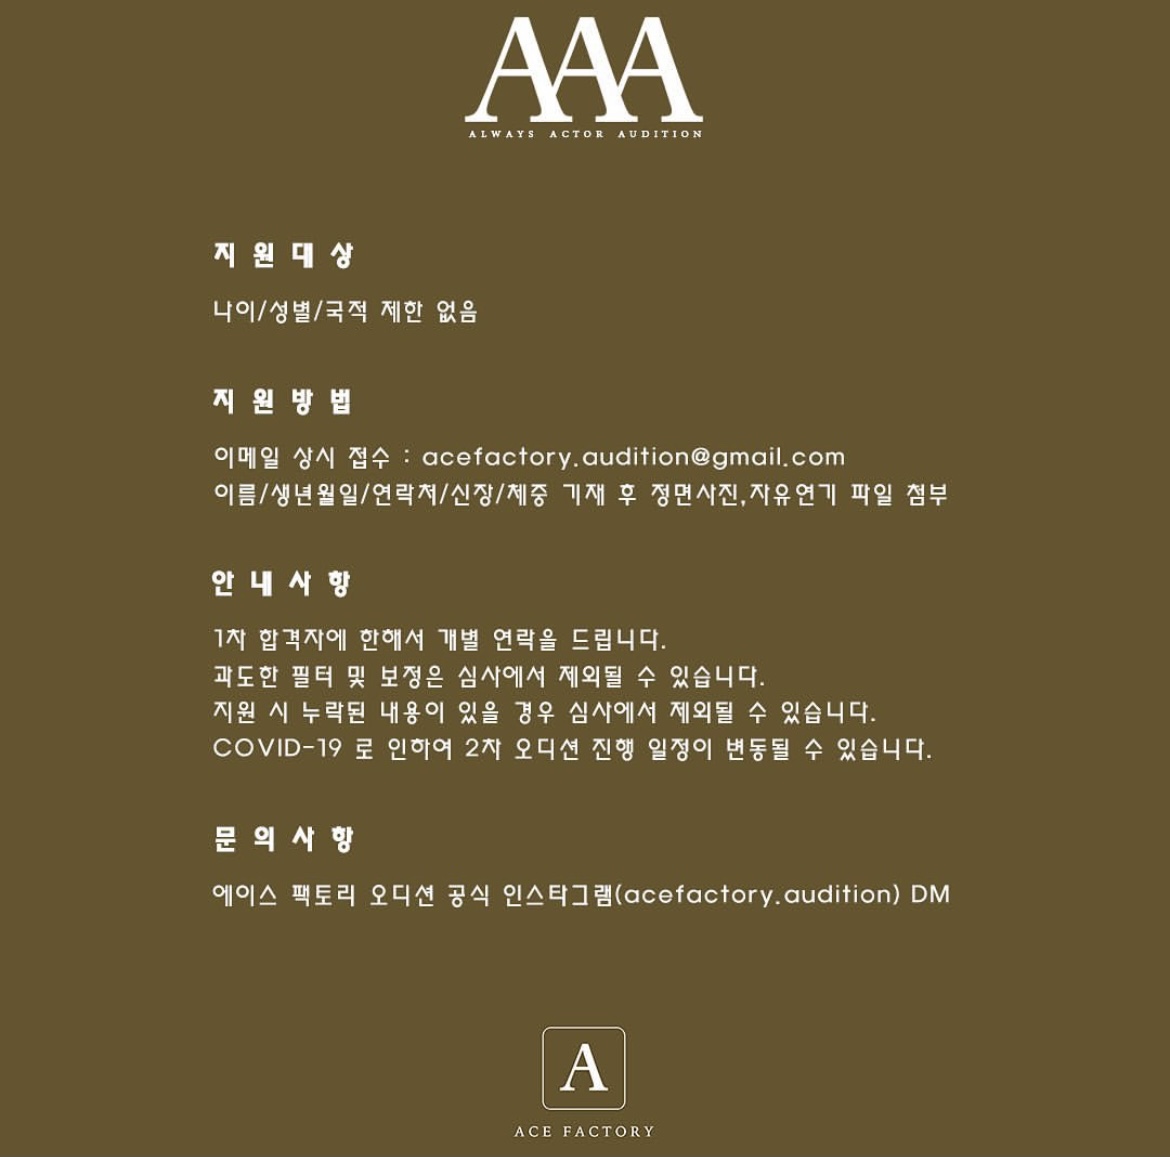 AAA
ALWAYS ACTOR AUDITION
지원대상
나이/성별/국적 제한 없음
지원방법
이메일 상시 접수 : acefactory.audition@gmail.com
이름/생년월일/연락처/신장/체중 기재 후 정면사진,자유연기 파일 첨부
안내사항
1차 합격자에 한해서 개별 연락을 드립니다.
과도한 필터 및 보정은 심사에서 제외될 수 있습니다.
지원 시 누락된 내용이 있을 경우 심사에서 제외될 수 있습니다.
COVID-19 로 인하여 2차 오디션 진행 일정이 변동될 수 있습니다.
문의사항
에이스 팩토리 오디션 공식 인스타그램(acefactory.audition) DM
A
ACE FACTORY